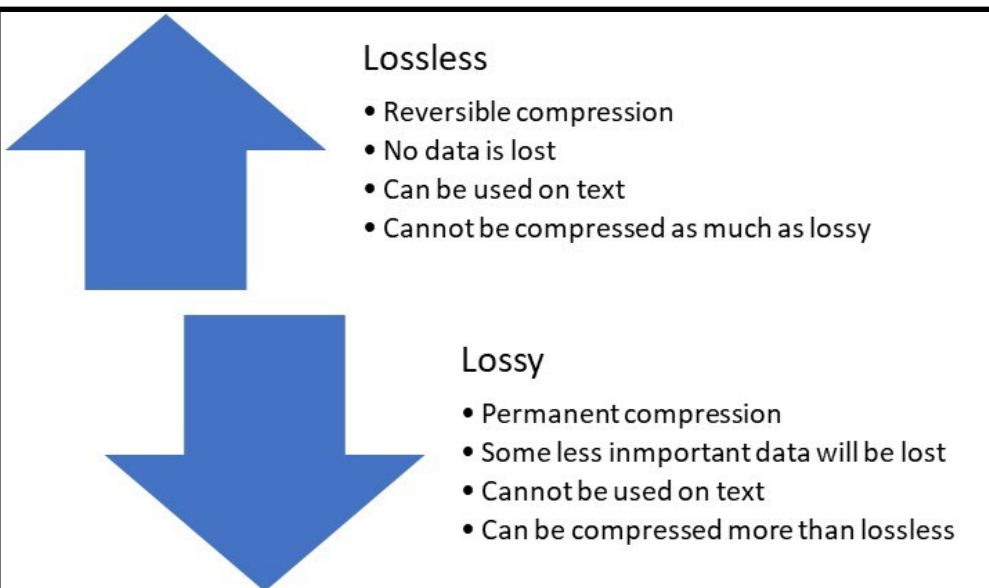 Lossless
• Reversible compression
• No data is lost
• Can be used on text
• Cannot be compressed as much as lossy
Lossy
• Permanent compression
• Some less inmportant data will be lost
• Cannot be used on text
• Can be compressed more than lossless